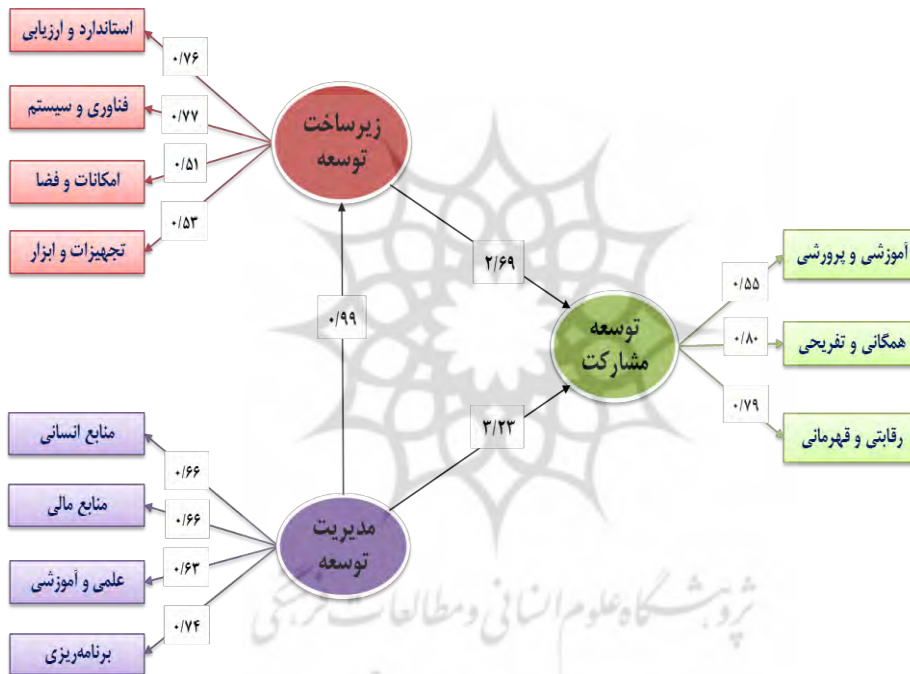 استاندارد و ارزیابی
۰/۷۶
فناوری و سیستم
۰/۷۷
امکانات و فضا
۰/۵۱
تجهیزات و ابزار
۰/۵۳
زیرساخت
توسعه
۲/۶۹
۰/۹۹
توسعه
مشارکت
آموزشی و پرورشی
۰/۵۵
همگانی و تفریحی
۰/۸۰
رقابتی و قهرمانی
۰/۷۹
۳/۲۳
مدیریت
توسعه
منابع انسانی
۰/۶۶
منابع مالی
۰/۶۶
علمی و آموزشی
۰/۶۳
برنامه‌ریزی
۰/۷۴
پژوهشگاه علوم انسانی و مطالعات فرهنگی